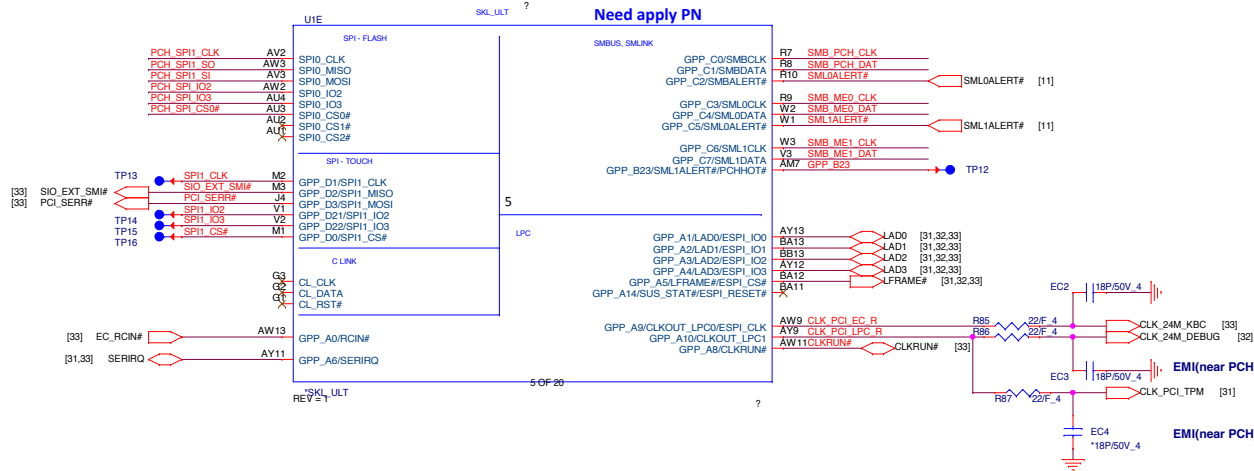 SKL_ULT
?
Need apply PN
U1E
SPI - FLASH
SMBUS, SMLINK
PCH_SPI1_CLK AV2 SPI0_CLK
PCH_SPI1_SO AW3 SPI0_MISO
PCH_SPI1_SI AV3 SPI0_MOSI
PCH_SPI_IO2 AW2 SPI0_IO2
PCH_SPI_IO3 AU4 SPI0_IO3
PCH_SPI_CS0# AU3 SPI0_CS0#
AU2 SPI0_CS1#
AU1 SPI0_CS2#
GPP_C0/SMBCLK R7 SMB_PCH_CLK
GPP_C1/SMBDATA R8 SMB_PCH_DAT
GPP_C2/SMBALERT# R10 SML0ALERT# SML0ALERT# [11]
GPP_C3/SML0CLK R9 SMB_ME0_CLK
GPP_C4/SML0DATA W2 SMB_ME0_DAT
GPP_C5/SML0ALERT# W1 SML1ALERT# SML1ALERT# [11]
GPP_C6/SML1CLK W3 SMB_ME1_CLK
GPP_C7/SML1DATA V3 SMB_ME1_DAT
GPP_B23/SML1ALERT#/PCHHOT# AM7 GPP_B23 TP12
SPI - TOUCH
TP13 SPI1_CLK M2 GPP_D1/SPI1_CLK
[33] SIO_EXT_SMI# SIO_EXT_SMI# M3 GPP_D2/SPI1_MISO
[33] PCI_SERR# PCI_SERR# J4 GPP_D3/SPI1_MOSI
TP14 SPI1_IO2 V1 GPP_D21/SPI1_IO2
TP15 SPI1_IO3 V2 GPP_D22/SPI1_IO3
TP16 SPI1_CS# M1 GPP_D0/SPI1_CS#
5
LPC
C LINK
G3 CL_CLK
G2 CL_DATA
G1 CL_RST#
GPP_A1/LAD0/ESPI_IO0 AY13 LAD0 [31,32,33]
GPP_A2/LAD1/ESPI_IO1 BA13 LAD1 [31,32,33]
GPP_A3/LAD2/ESPI_IO2 BB13 LAD2 [31,32,33]
GPP_A4/LAD3/ESPI_IO3 AY12 LAD3 [31,32,33]
GPP_A5/LFRAME#/ESPI_CS# BA12 LFRAME# [31,32,33]
GPP_A14/SUS_STAT#/ESPI_RESET# BA11
EC2 18P/50V_4
[33] EC_RCIN# AW13 GPP_A0/RCIN#
[31,33] SERIRQ AY11 GPP_A6/SERIRQ
GPP_A9/CLKOUT_LPC0/ESPI_CLK AW9 CLK_PCI_EC_R R85 22/F_4 CLK_24M_KBC [33]
GPP_A10/CLKOUT_LPC1 AY9 CLK_PCI_LPC_R R86 22/F_4 CLK_24M_DEBUG [32]
GPP_A8/CLKRUN# AW11 CLKRUN# CLKRUN# [33]
EMI(near PCH
EC3 18P/50V_4
5 OF 20
*SKL_ULT
REV = 1
?
R87 22/F_4 CLK_PCI_TPM [31]
EC4
*18P/50V_4
EMI(near PCH